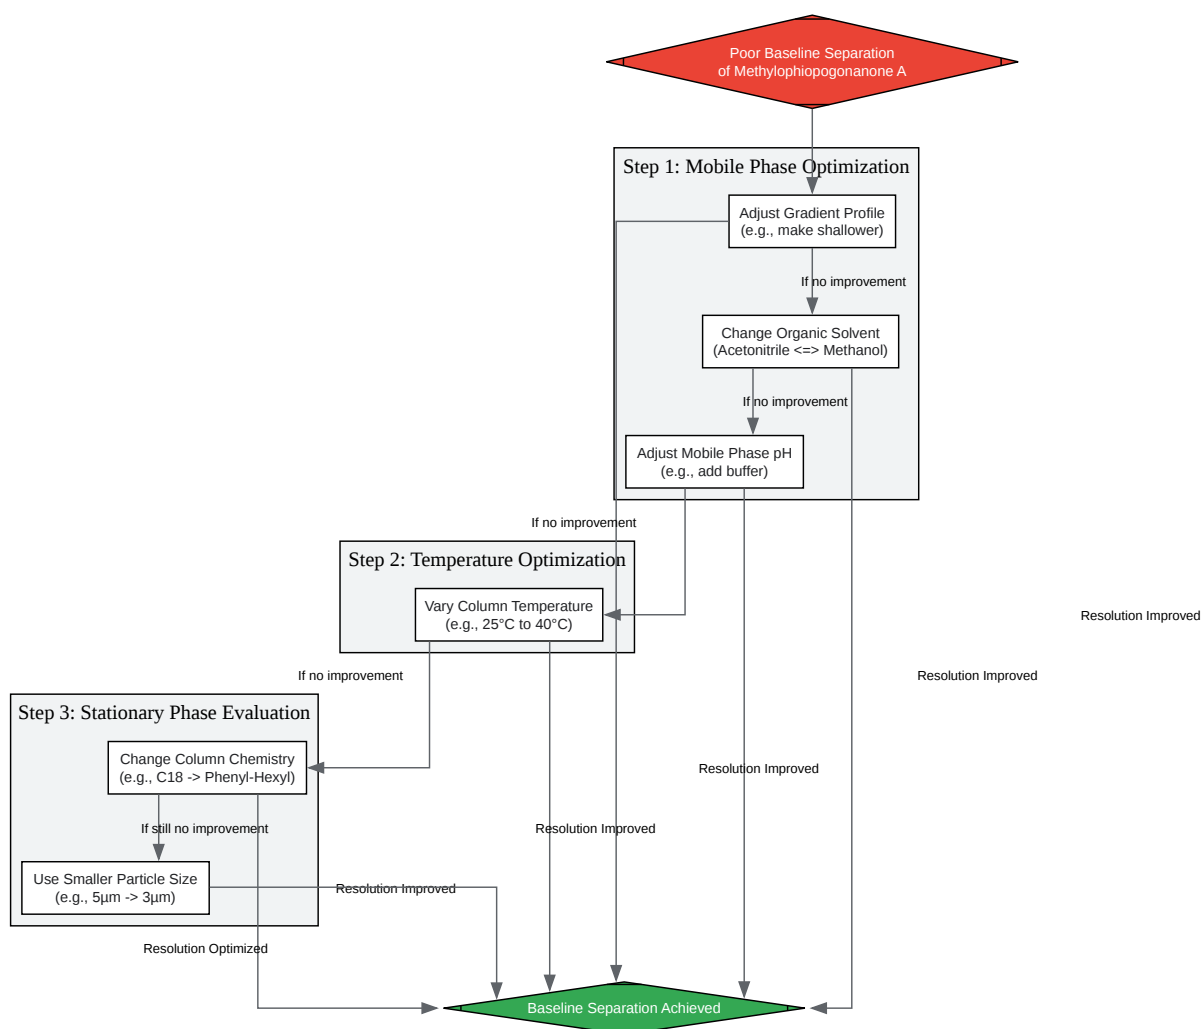 Poor Baseline Separation
of Methylophiopogonanone A
Step 1: Mobile Phase Optimization
Adjust Gradient Profile
(e.g., make shallower)
If no improvement
Change Organic Solvent
(Acetonitrile <=> Methanol)
If no improvement
Adjust Mobile Phase pH
(e.g., add buffer)
If no improvement
Step 2: Temperature Optimization
Vary Column Temperature
(e.g., 25°C to 40°C)
Resolution Improved
If no improvement
Resolution Improved
Step 3: Stationary Phase Evaluation
Change Column Chemistry
(e.g., C18 -> Phenyl-Hexyl)
Resolution Improved
If still no improvement
Resolution Improved
Use Smaller Particle Size
(e.g., 5µm -> 3µm)
Resolution Improved
Resolution Optimized
Baseline Separation Achieved